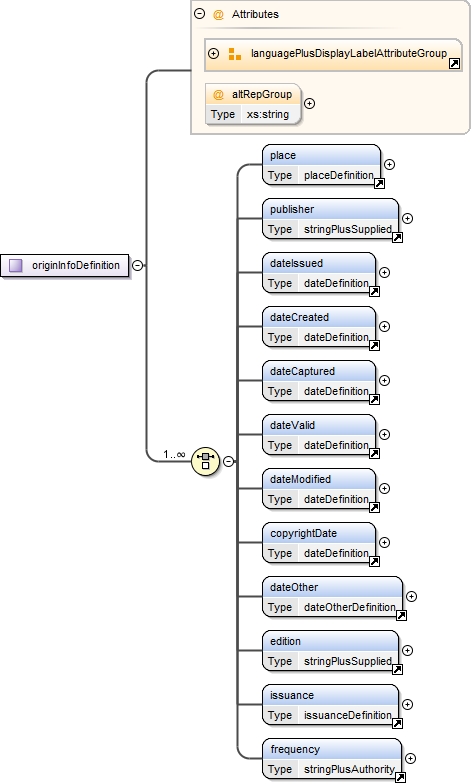 Attributes
languagePlusDisplayLabelAttributeGroup
@ altRepGroup
Type xs:string
place
Type placeDefinition
publisher
Type stringPlusSupplied
originInfoDefinition
dateIssued
Type dateDefinition
dateCreated
Type dateDefinition
dateCaptured
Type dateDefinition
dateValid
Type dateDefinition
1..∞
dateModified
Type dateDefinition
copyrightDate
Type dateDefinition
dateOther
Type dateOtherDefinition
edition
Type stringPlusSupplied
issuance
Type issuanceDefinition
frequency
Type stringPlusAuthority